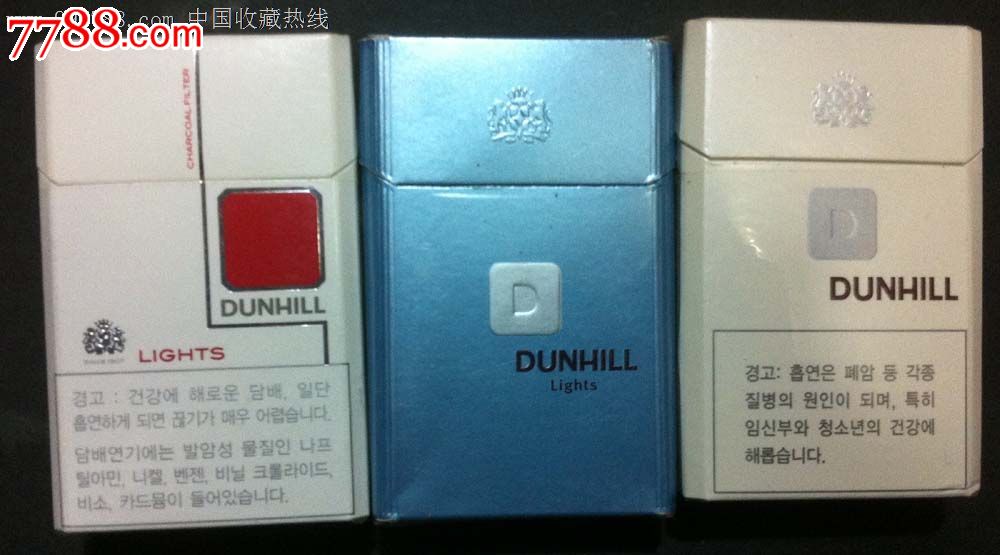 7788.com 中国收藏热线
7788.com
CHARCOAL FILTER
DUNHILL
LIGHTS
경고 : 건강에 해로운 담배, 일단
흡연하게 되면 끊기가 매우 어렵습니다.
담배연기에는 발암성 물질인 나프
틸아민, 니켈, 벤젠, 비닐 크롤라이드,
비소, 카드뮴이 들어있습니다.
D
DUNHILL
Lights
D
DUNHILL
경고: 흡연은 폐암 등 각종
질병의 원인이 되며, 특히
임신부와 청소년의 건강에
해롭습니다.